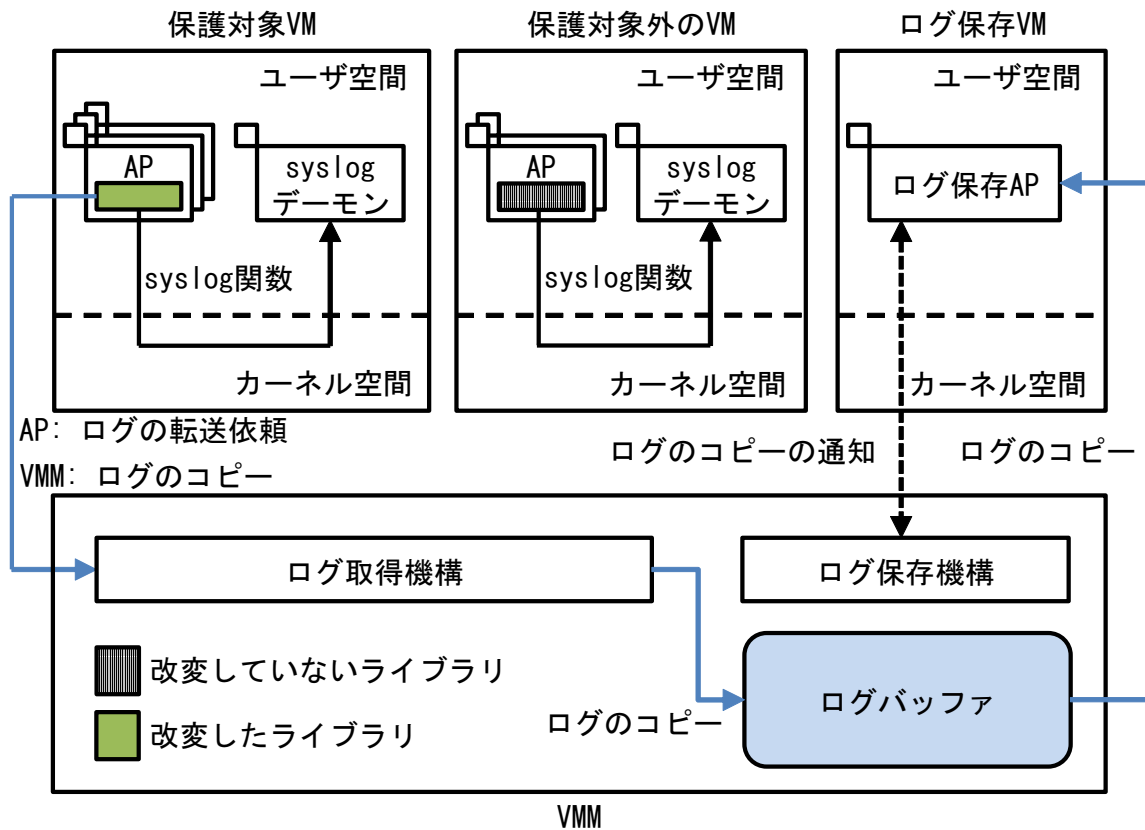 保護対象VM
保護対象外のVM
ログ保存VM
ユーザ空間
ユーザ空間
ユーザ空間
AP
syslog
デーモン
AP
syslog
デーモン
ログ保存AP
syslog関数
syslog関数
カーネル空間
カーネル空間
カーネル空間
AP: ログの転送依頼
VMM: ログのコピー
ログのコピーの通知
ログのコピー
ログ取得機構
ログ保存機構
改変していないライブラリ
改変したライブラリ
ログのコピー
ログバッファ
VMM